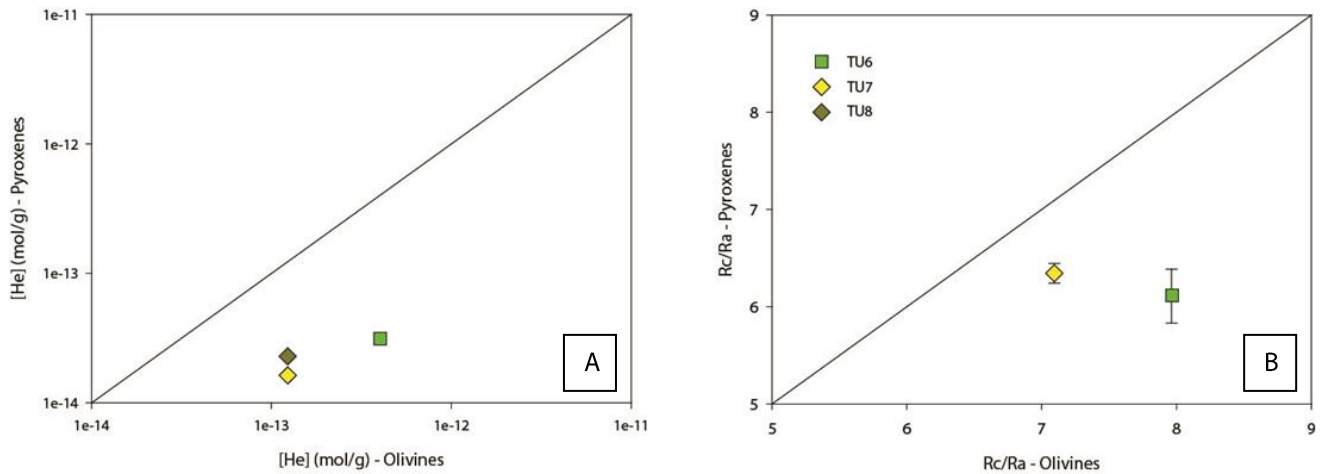 1e-11
1e-12
1e-13
1e-14
[He] (mol/g) - Pyroxenes
1e-14
1e-13
1e-12
1e-11
[He] (mol/g) - Olivines
A
9
8
7
6
5
Rc/Ra - Pyroxenes
TU6
TU7
TU8
5
6
7
8
9
Rc/Ra - Olivines
B